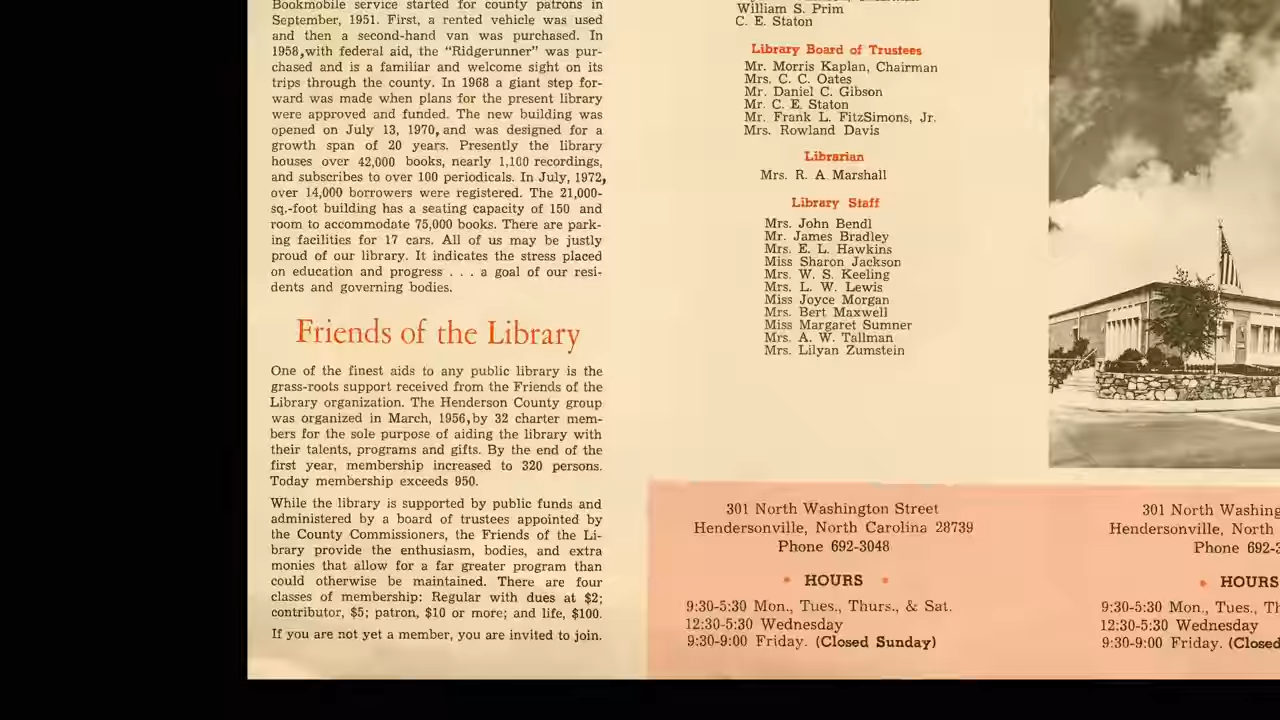 Bookmobile service started for county patrons in
September, 1951. First, a rented vehicle was used
and then a second-hand van was purchased. In
1958, with federal aid, the “Ridgerunner” was pur-
chased and is a familiar and welcome sight on its
trips through the county. In 1968 a giant step for-
ward was made when plans for the present library
were approved and funded. The new building was
opened on July 13, 1970, and was designed for a
growth span of 20 years. Presently the library
houses over 42,000 books, nearly 1,100 recordings,
and subscribes to over 100 periodicals. In July, 1972,
over 14,000 borrowers were registered. The 21,000-
sq.-foot building has a seating capacity of 150 and
room to accommodate 75,000 books. There are park-
ing facilities for 17 cars. All of us may be justly
proud of our library. It indicates the stress placed
on education and progress . . . a goal of our resi-
dents and governing bodies.
Friends of the Library
One of the finest aids to any public library is the
grass-roots support received from the Friends of the
Library organization. The Henderson County group
was organized in March, 1956, by 32 charter mem-
bers for the sole purpose of aiding the library with
their talents, programs and gifts. By the end of the
first year, membership increased to 320 persons.
Today membership exceeds 950.
While the library is supported by public funds and
administered by a board of trustees appointed by
the County Commissioners, the Friends of the Li-
brary provide the enthusiasm, bodies, and extra
monies that allow for a far greater program than
could otherwise be maintained. There are four
classes of membership: Regular with dues at $2;
contributor, $5; patron, $10 or more; and life, $100.
If you are not yet a member, you are invited to join.
William S. Prim
C. E. Staton
Library Board of Trustees
Mr. Morris Kaplan, Chairman
Mrs. C. C. Oates
Mr. Daniel C. Gibson
Mr. C. E. Staton
Mr. Frank L. FitzSimons, Jr.
Mrs. Rowland Davis
Librarian
Mrs. R. A Marshall
Library Staff
Mrs. John Bendl
Mr. James Bradley
Mrs. E. L. Hawkins
Miss Sharon Jackson
Mrs. W. S. Keeling
Mrs. L. W. Lewis
Miss Joyce Morgan
Mrs. Bert Maxwell
Miss Margaret Sumner
Mrs. A. W. Tallman
Mrs. Lilyan Zumstein
301 North Washington Street
Hendersonville, North Carolina 28739
Phone 692-3048
• HOURS •
9:30-5:30 Mon., Tues., Thurs., & Sat.
12:30-5:30 Wednesday
9:30-9:00 Friday. (Closed Sunday)
301 North Washing
Hendersonville, North
Phone 692-3
• HOURS
9:30-5:30 Mon., Tues., Th
12:30-5:30 Wednesday
9:30-9:00 Friday. (Closed